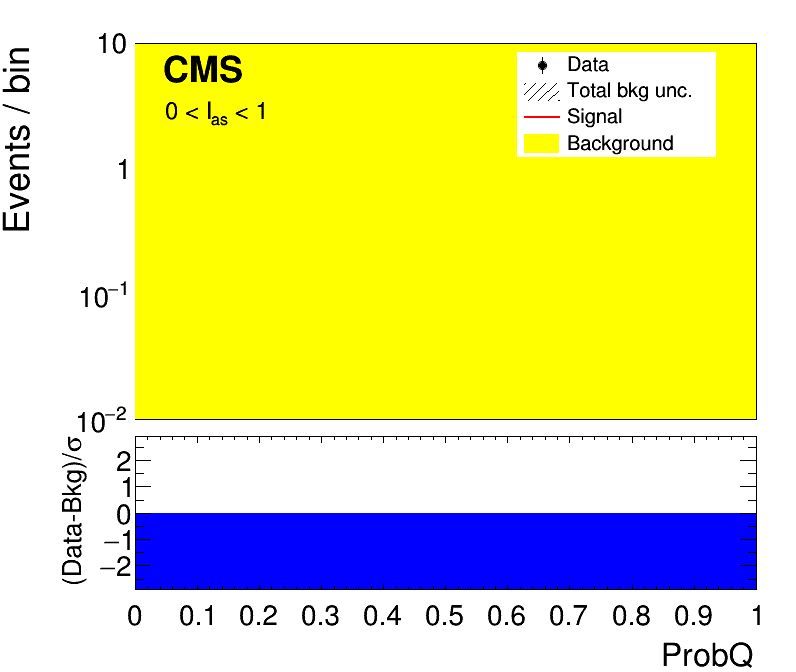 CMS
0 < Ias < 1
Data
Total bkg unc.
Signal
Background
Events / bin
10
1
10−1
10−2
(Data-Bkg)/σ
2
1
0
−1
−2
0 0.1 0.2 0.3 0.4 0.5 0.6 0.7 0.8 0.9 1
ProbQ